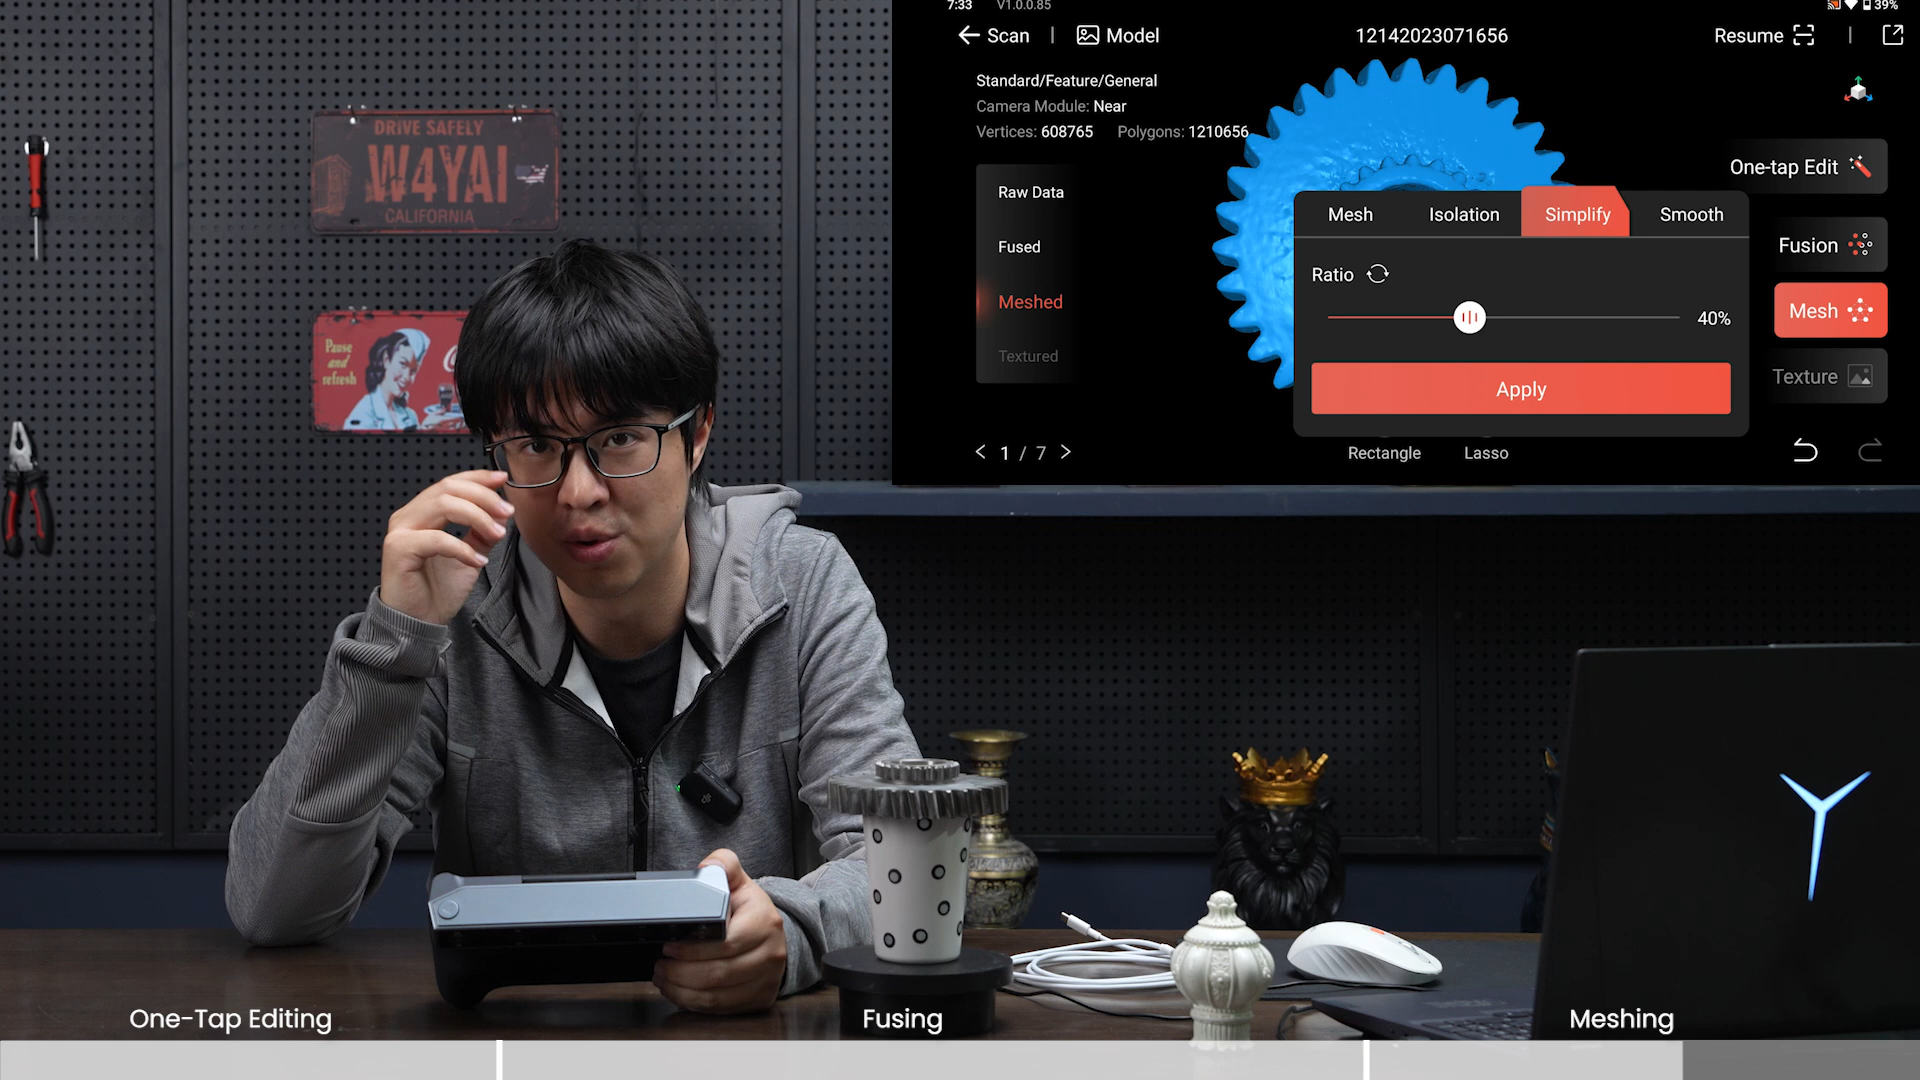 7:33 V1.0.0.85 39%
Scan | Model 12142023071656 Resume |
Standard/Feature/General
Camera Module: Near
Vertices: 608765 Polygons: 1210656
Raw Data
Fused
Meshed
Textured
One-tap Edit
Fusion
Mesh
Texture
Mesh Isolation Simplify Smooth
Ratio
40%
Apply
< 1 / 7 >
Rectangle Lasso
DRIVE SAFELY
W4YAI
CALIFORNIA
Pause
and
refresh
One-Tap Editing
Fusing
Meshing